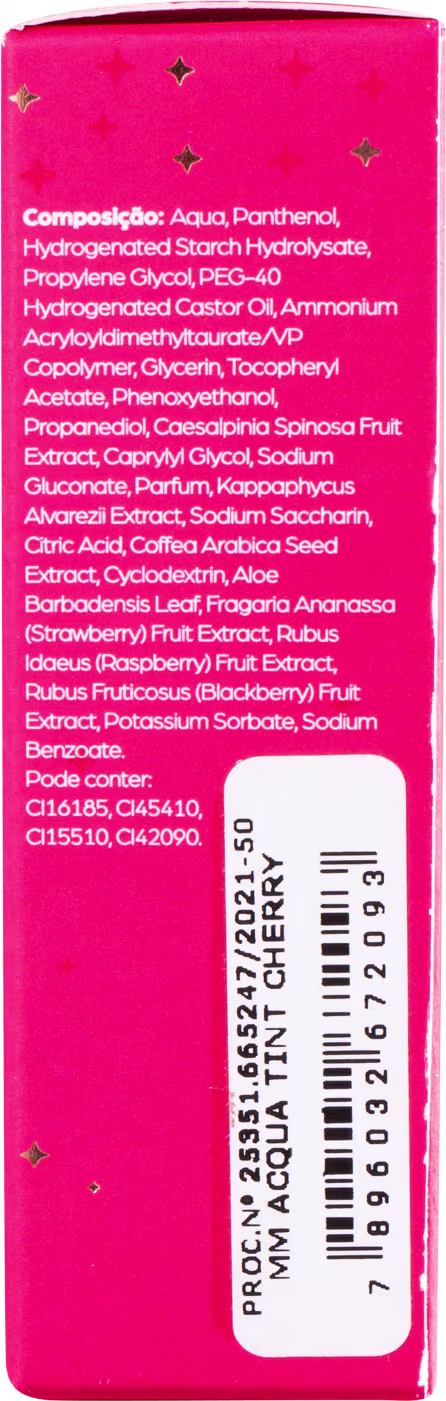 Composição: Aqua, Panthenol,
Hydrogenated Starch Hydrolysate,
Propylene Glycol, PEG-40
Hydrogenated Castor Oil, Ammonium
Acryloyldimethyltaurate/VP
Copolymer, Glycerin, Tocopheryl
Acetate, Phenoxyethanol,
Propanediol, Caesalpinia Spinosa Fruit
Extract, Caprylyl Glycol, Sodium
Gluconate, Parfum, Kappaphycus
Alvarezii Extract, Sodium Saccharin,
Citric Acid, Coffea Arabica Seed
Extract, Cyclodextrin, Aloe
Barbadensis Leaf, Fragaria Ananassa
(Strawberry) Fruit Extract, Rubus
Idaeus (Raspberry) Fruit Extract,
Rubus Fruticosus (Blackberry) Fruit
Extract, Potassium Sorbate, Sodium
Benzoate.
Pode conter:
CI16185, CI45410,
CI15510, CI42090.
PROC.Nº 25351.665247/2021-50
MM ACQUA TINT CHERRY
7 896032 672093